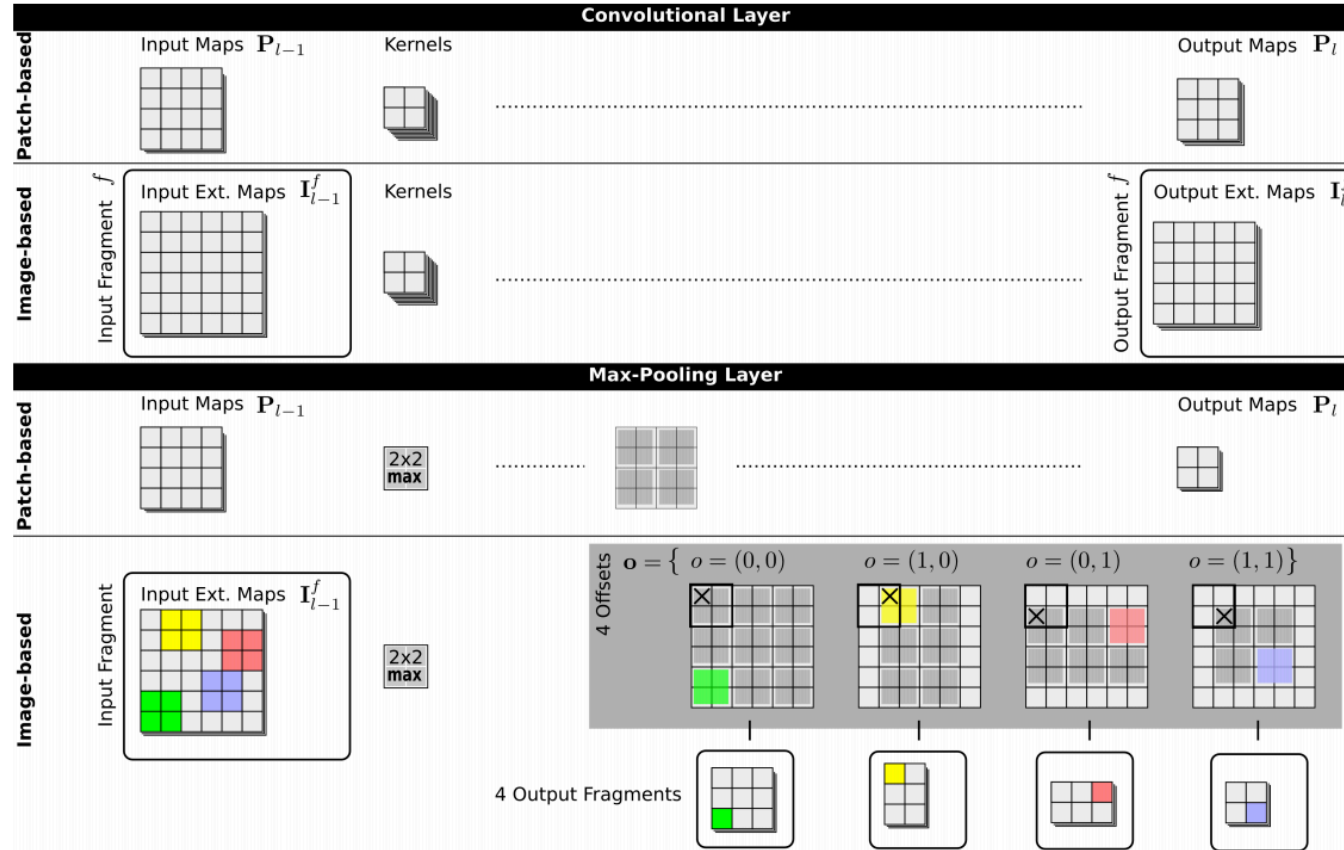 Convolutional Layer
Patch-based
Input Maps P_{l-1}
Kernels
Output Maps P_l
Image-based
Input Fragment f
Input Ext. Maps I^f_{l-1}
Kernels
Output Fragment f
Output Ext. Maps I_l
Max-Pooling Layer
Patch-based
Input Maps P_{l-1}
2x2
max
Output Maps P_l
Image-based
Input Fragment
Input Ext. Maps I^f_{l-1}
2x2
max
4 Offsets
o = { o = (0, 0) o = (1, 0) o = (0, 1) o = (1, 1)}
4 Output Fragments